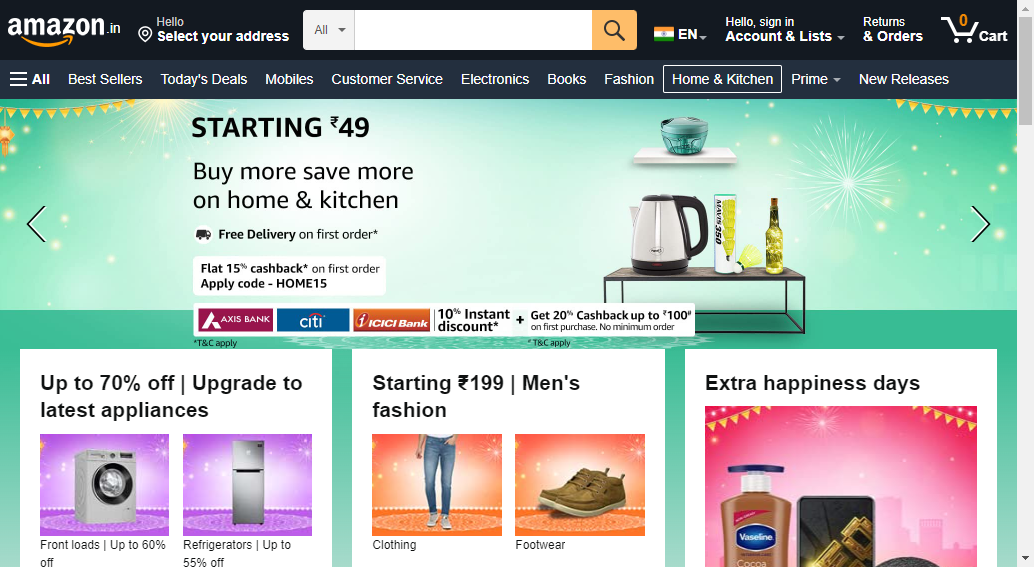 amazon.in
Hello
Select your address
All
EN
Hello, sign in
Account & Lists
Returns
& Orders
0
Cart
All
Best Sellers
Today's Deals
Mobiles
Customer Service
Electronics
Books
Fashion
Home & Kitchen
Prime
New Releases
STARTING ₹49
Buy more save more
on home & kitchen
Free Delivery on first order*
Flat 15% cashback* on first order
Apply code - HOME15
AXIS BANK
citi
ICICI Bank
10% Instant
discount*
+
Get 20% Cashback up to ₹100#
on first purchase. No minimum order
*T&C apply
# T&C apply
MAVIS 350
Up to 70% off | Upgrade to
latest appliances
Front loads | Up to 60%
off
Refrigerators | Up to
55% off
Starting ₹199 | Men's
fashion
Clothing
Footwear
Extra happiness days
Vaseline
Cocoa